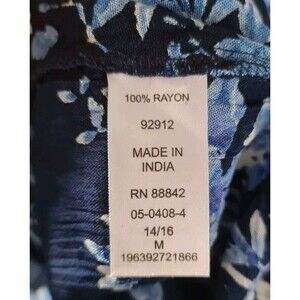 100% RAYON
92912
MADE IN
INDIA
RN 88842
05-0408-4
14/16
M
196392721866